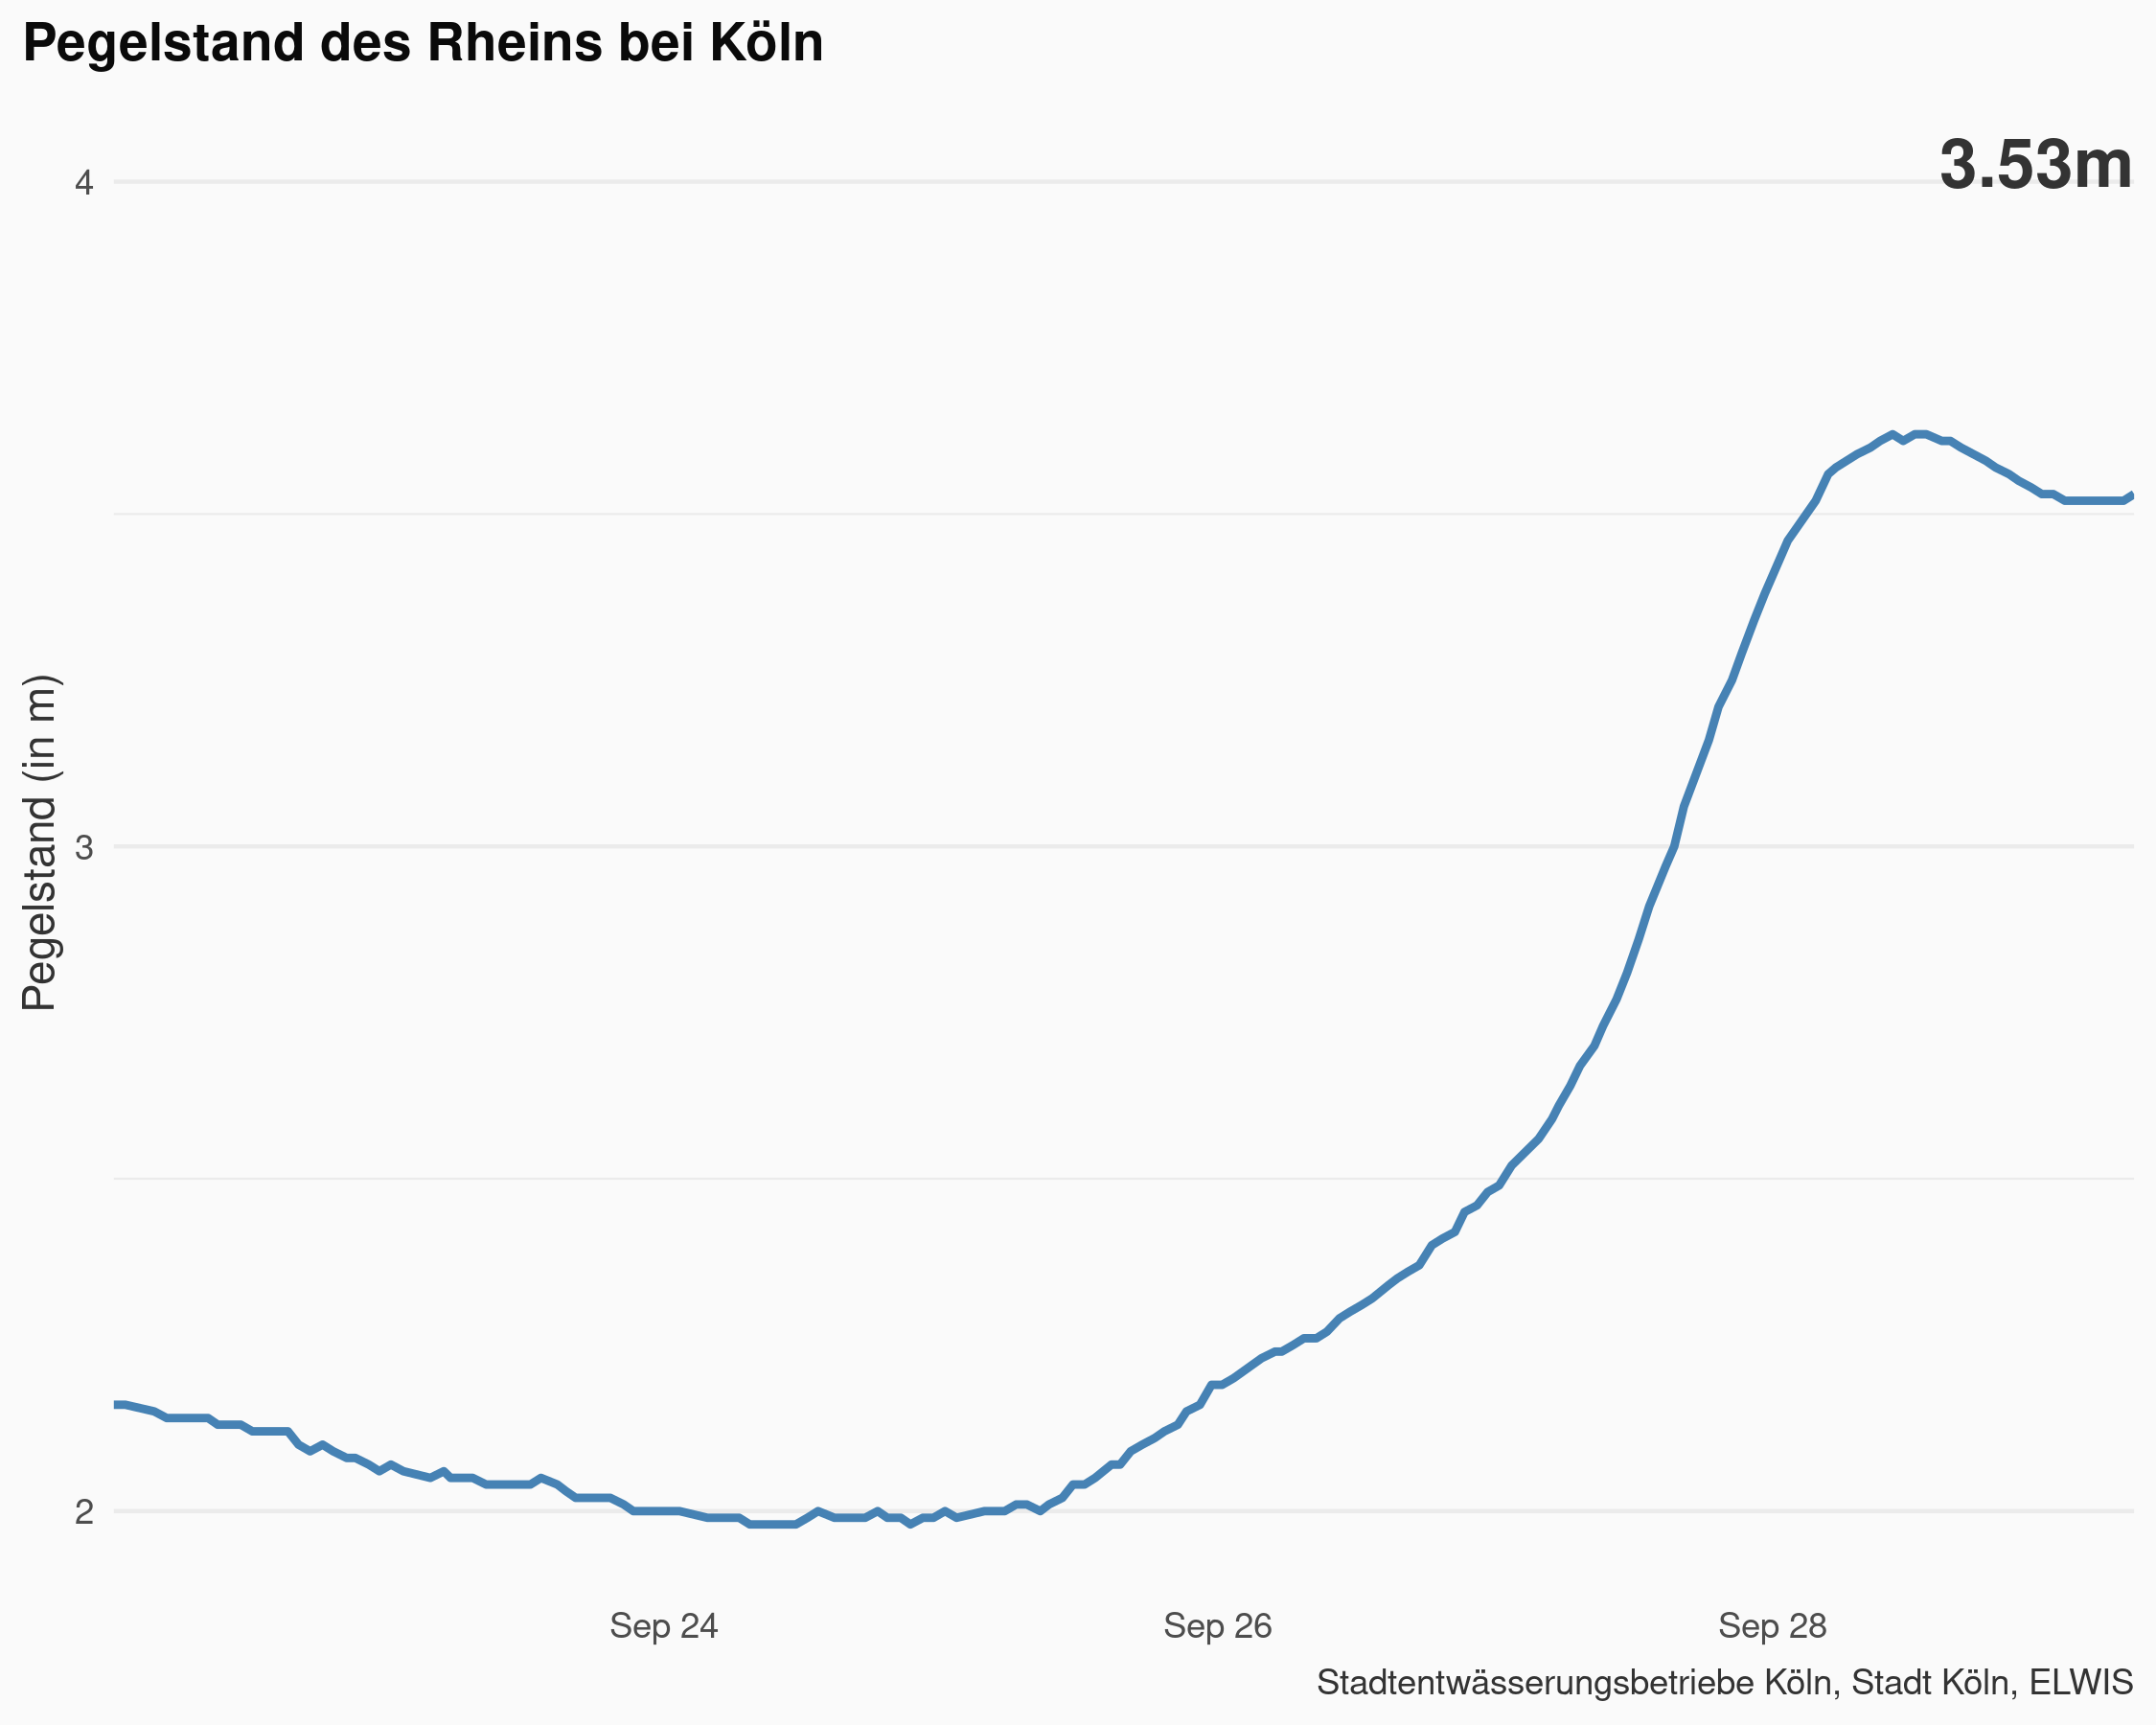 Pegelstand des Rheins bei Köln
3.53m
4
3
2
Pegelstand (in m)
Sep 24
Sep 26
Sep 28
Stadtentwässerungsbetriebe Köln, Stadt Köln, ELWIS